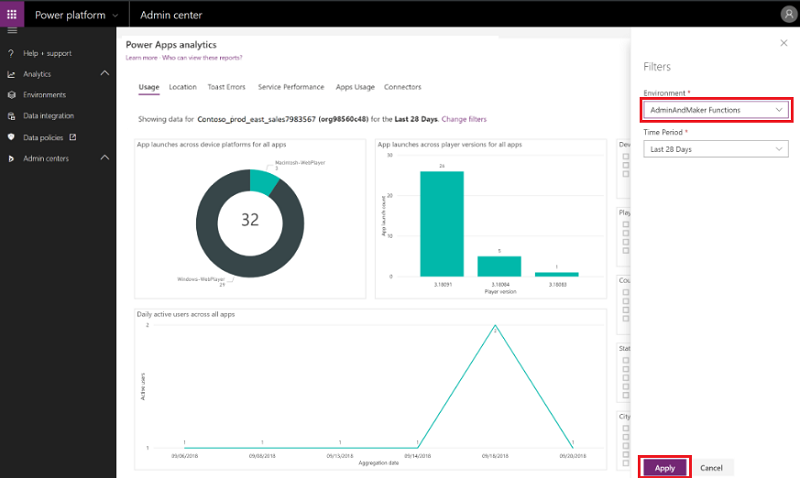 Power platform
Admin center
Help + support
Analytics
Environments
Data integration
Data policies
Admin centers
Power Apps analytics
Learn more · Who can view these reports?
Usage Location Toast Errors Service Performance Apps Usage Connectors
Showing data for Contoso_prod_east_sales7983567 (org98560c48) for the Last 28 Days. Change filters
App launches across device platforms for all apps
Macintosh-WebPlayer
3
32
Windows-WebPlayer
29
App launches across player versions for all apps
App launch count
30
20
10
0
26
5
1
3.18091
3.18084
3.18083
Player version
Daily active users across all apps
Active users
2
1
1
1
1
1
2
1
09/06/2018
09/08/2018
09/15/2018
09/14/2018
09/18/2018
09/20/2018
Aggregation date
Dev
Play
Cou
Stat
City
Filters
Environment *
AdminAndMaker Functions
Time Period *
Last 28 Days
Apply
Cancel